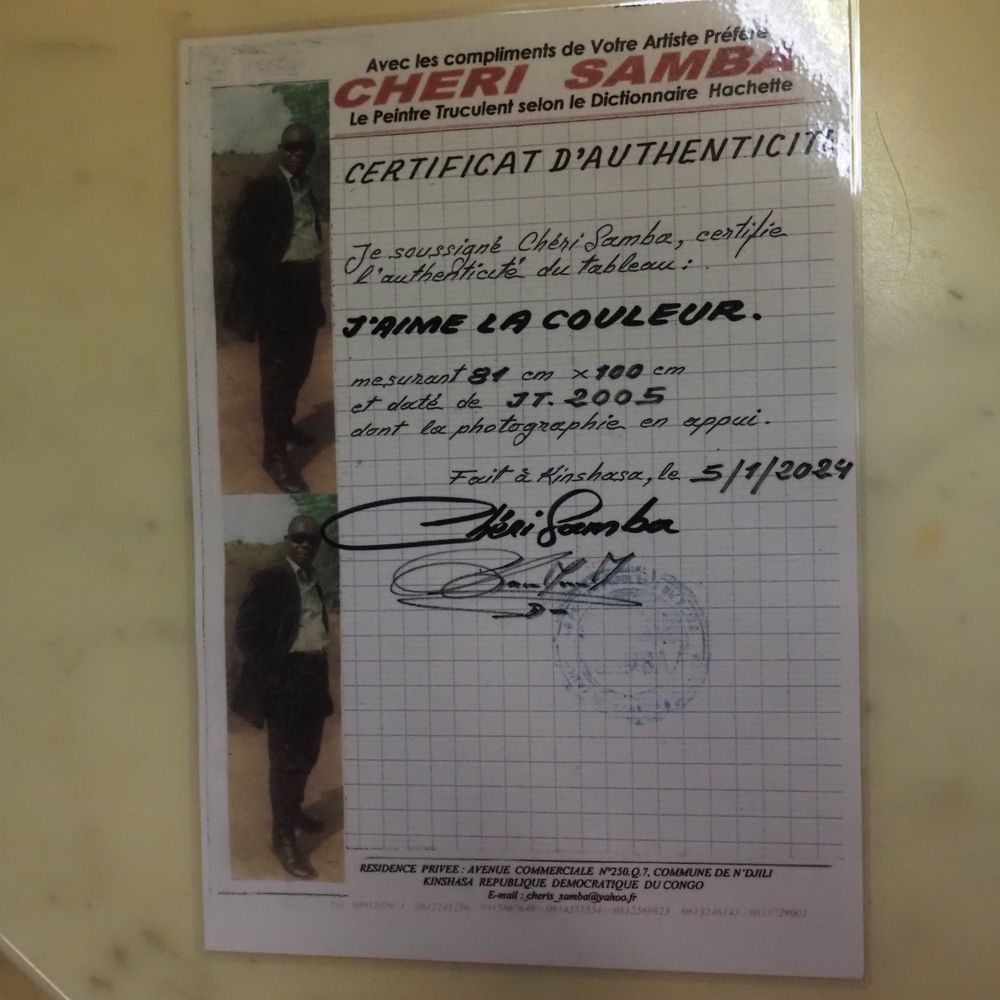 Avec les compliments de Votre Artiste Préféré
CHERI SAMBA
Le Peintre Truculent selon le Dictionnaire Hachette
CERTIFICAT D'AUTHENTICITE
Je soussigné Chéri Samba, certifie
l'authenticité du tableau :
J'AIME LA COULEUR.
mesurant 81 cm × 100 cm
et daté de JT. 2005
dont la photographie en appui.
Fait à Kinshasa, le 5/1/2024
Chéri Samba
RESIDENCE PRIVEE : AVENUE COMMERCIALE N°250.Q.7, COMMUNE DE N'DJILI
KINSHASA REPUBLIQUE DEMOCRATIQUE DU CONGO
E-mail : cheris_samba@yahoo.fr